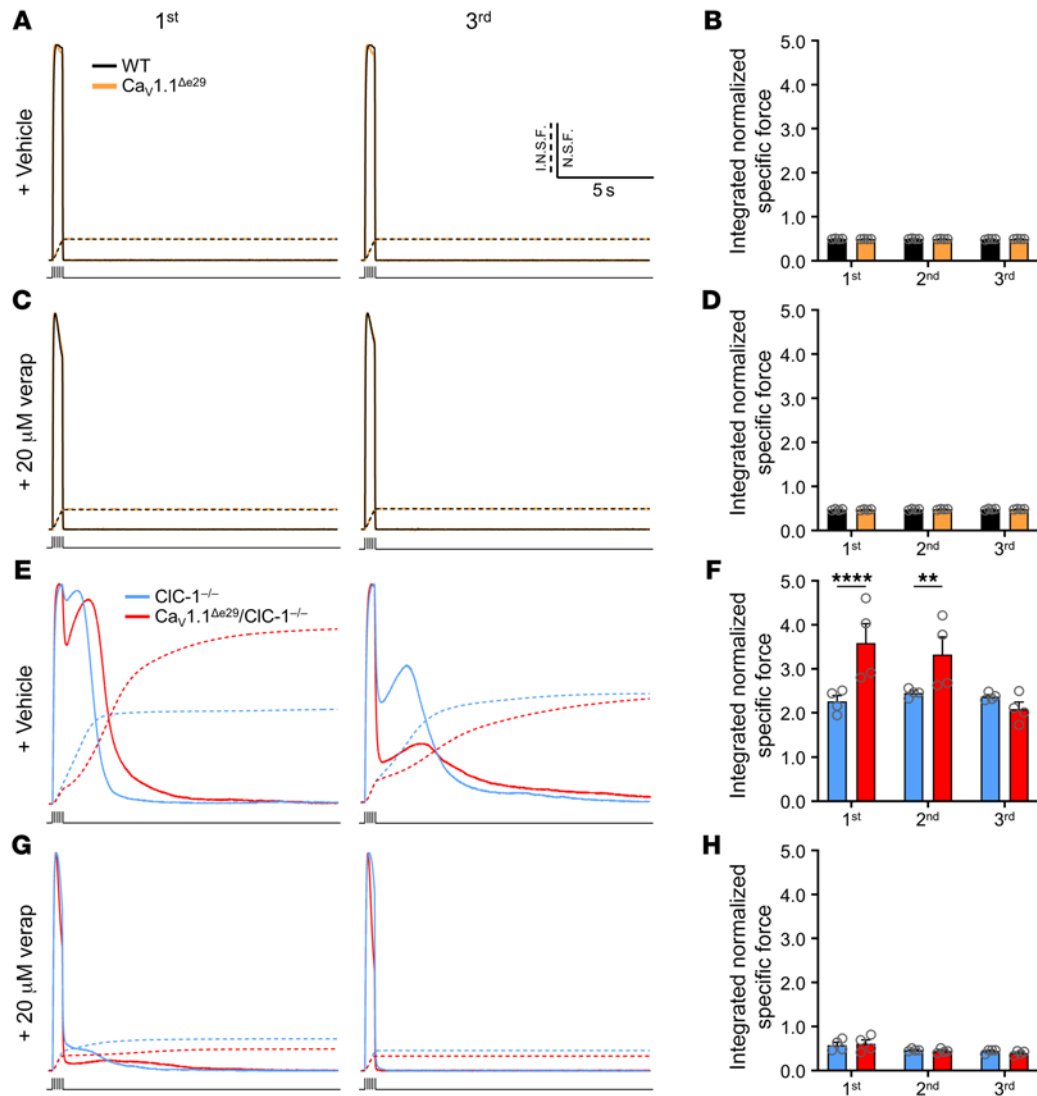 1st
3rd
A
WT
CaV1.1Δe29
+ Vehicle
I.N.S.F.
N.S.F.
5 s
B
Integrated normalized
specific force
5.0
4.0
3.0
2.0
1.0
0.0
1st
2nd
3rd
C
+ 20 μM verap
D
Integrated normalized
specific force
5.0
4.0
3.0
2.0
1.0
0.0
1st
2nd
3rd
E
ClC-1–/–
CaV1.1Δe29/ClC-1–/–
+ Vehicle
F
Integrated normalized
specific force
5.0
4.0
3.0
2.0
1.0
0.0
****
**
1st
2nd
3rd
G
+ 20 μM verap
H
Integrated normalized
specific force
5.0
4.0
3.0
2.0
1.0
0.0
1st
2nd
3rd